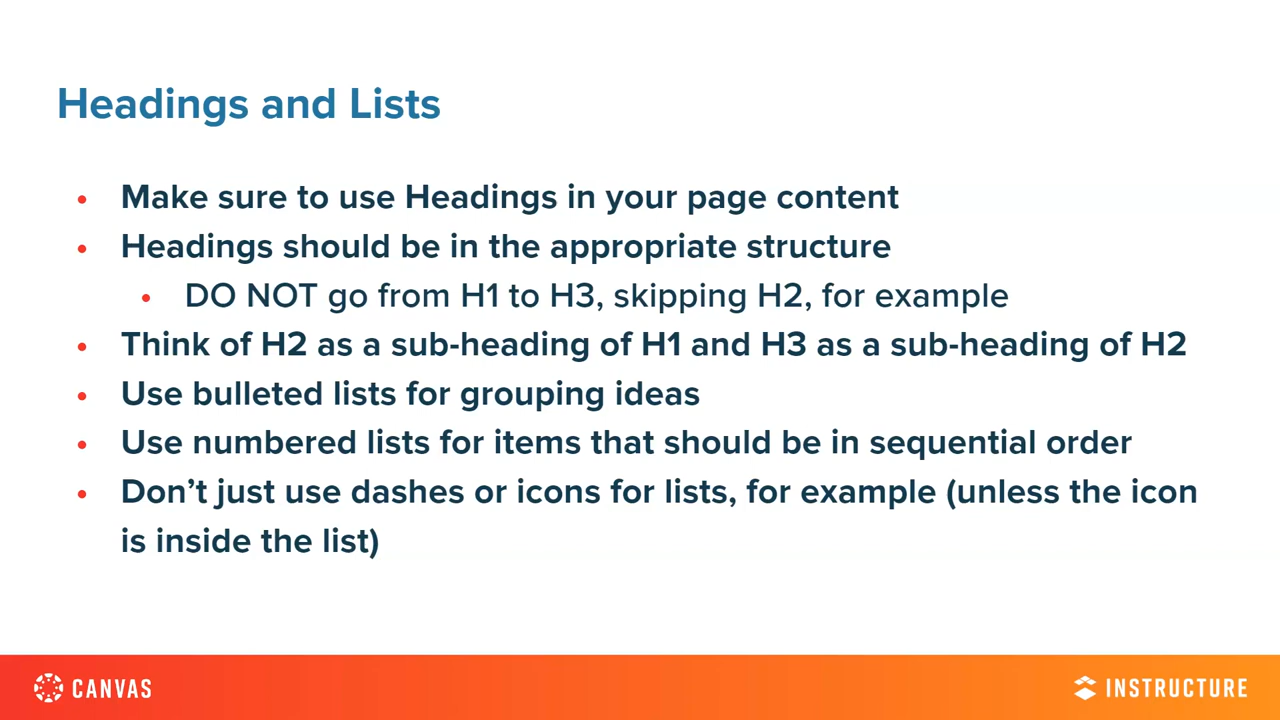 Headings and Lists
• Make sure to use Headings in your page content
• Headings should be in the appropriate structure
• DO NOT go from H1 to H3, skipping H2, for example
• Think of H2 as a sub-heading of H1 and H3 as a sub-heading of H2
• Use bulleted lists for grouping ideas
• Use numbered lists for items that should be in sequential order
• Don’t just use dashes or icons for lists, for example (unless the icon
is inside the list)
CANVAS
INSTRUCTURE